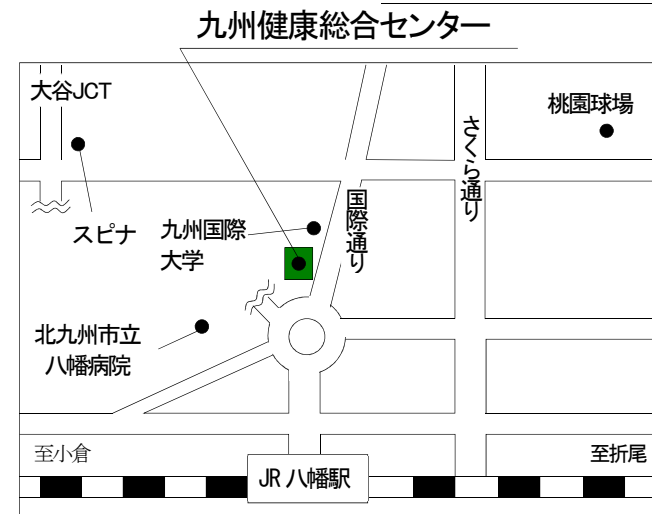 九州健康総合センター
大谷JCT
桃園球場
さくら通り
国際通り
スピナ
九州国際
大学
北九州市立
八幡病院
至小倉
至折尾
JR 八幡駅